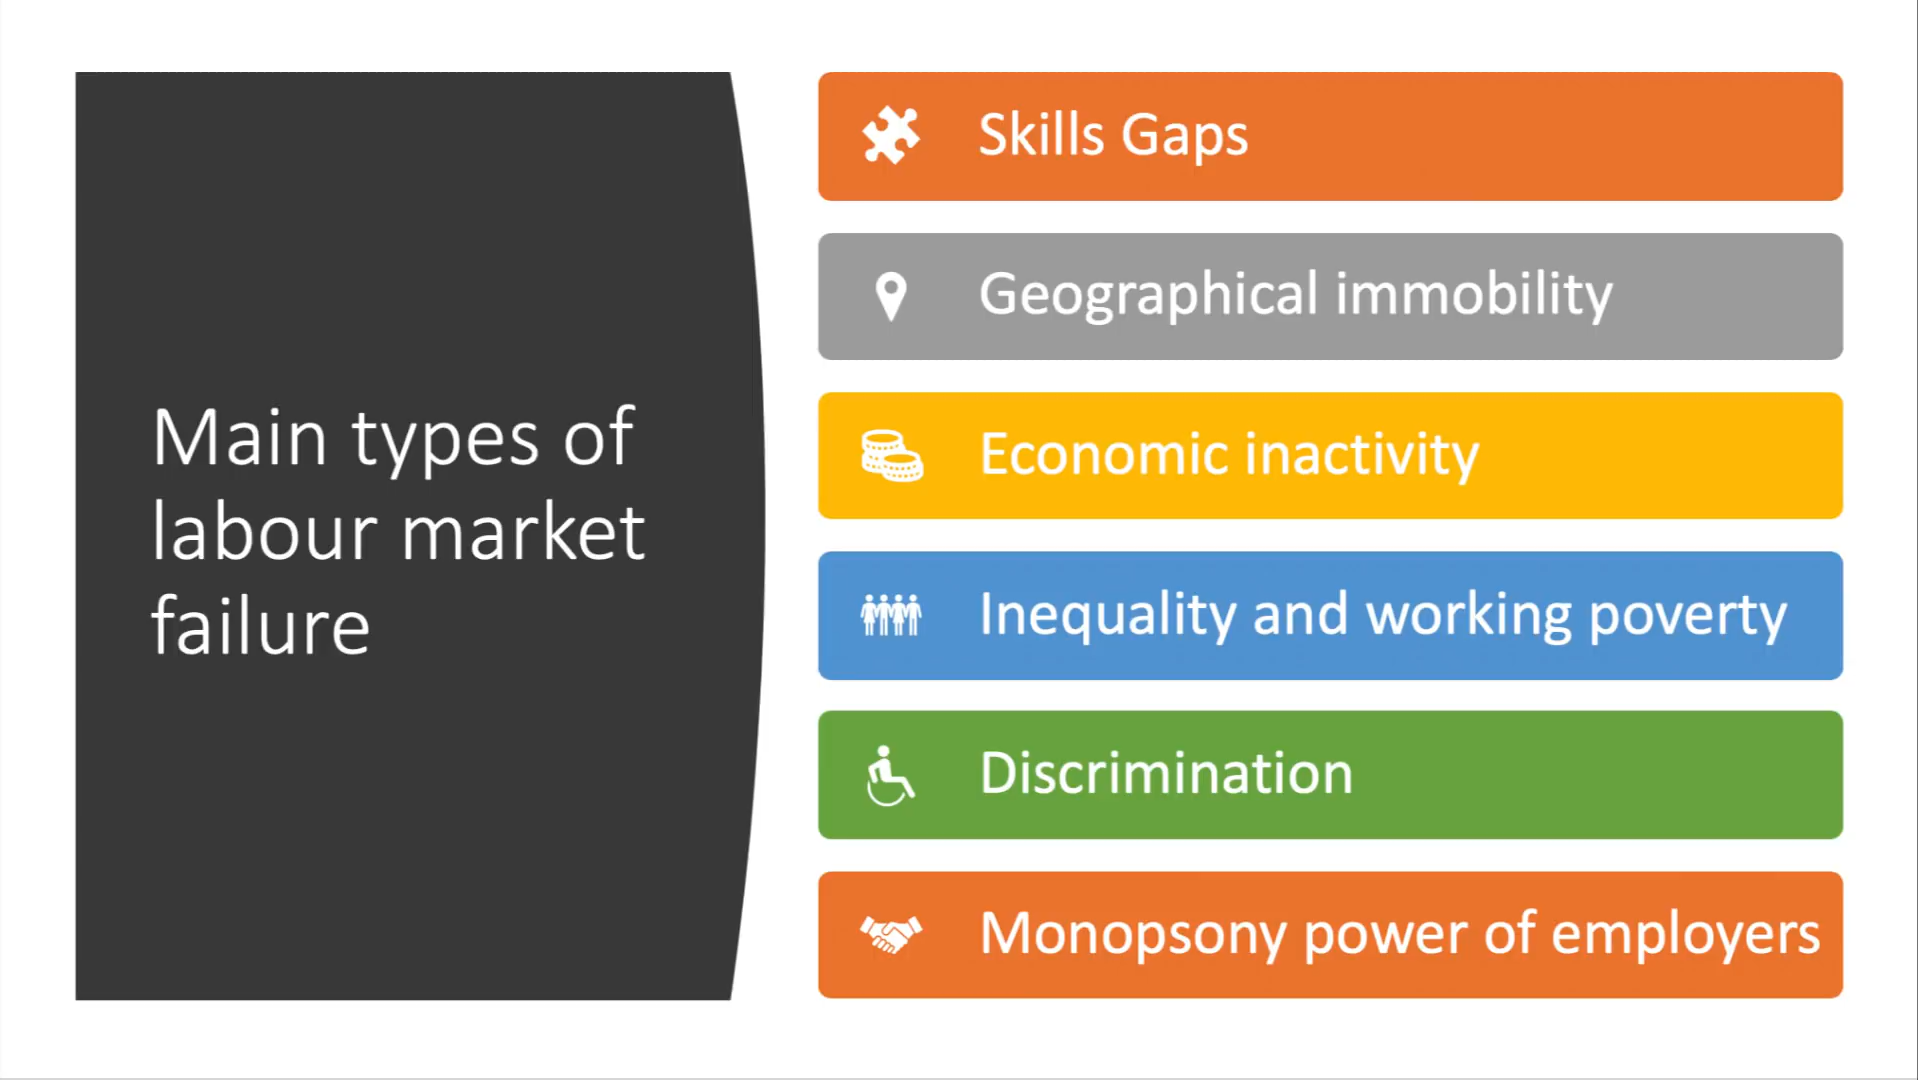 Main types of
labour market
failure
Skills Gaps
Geographical immobility
Economic inactivity
Inequality and working poverty
Discrimination
Monopsony power of employers